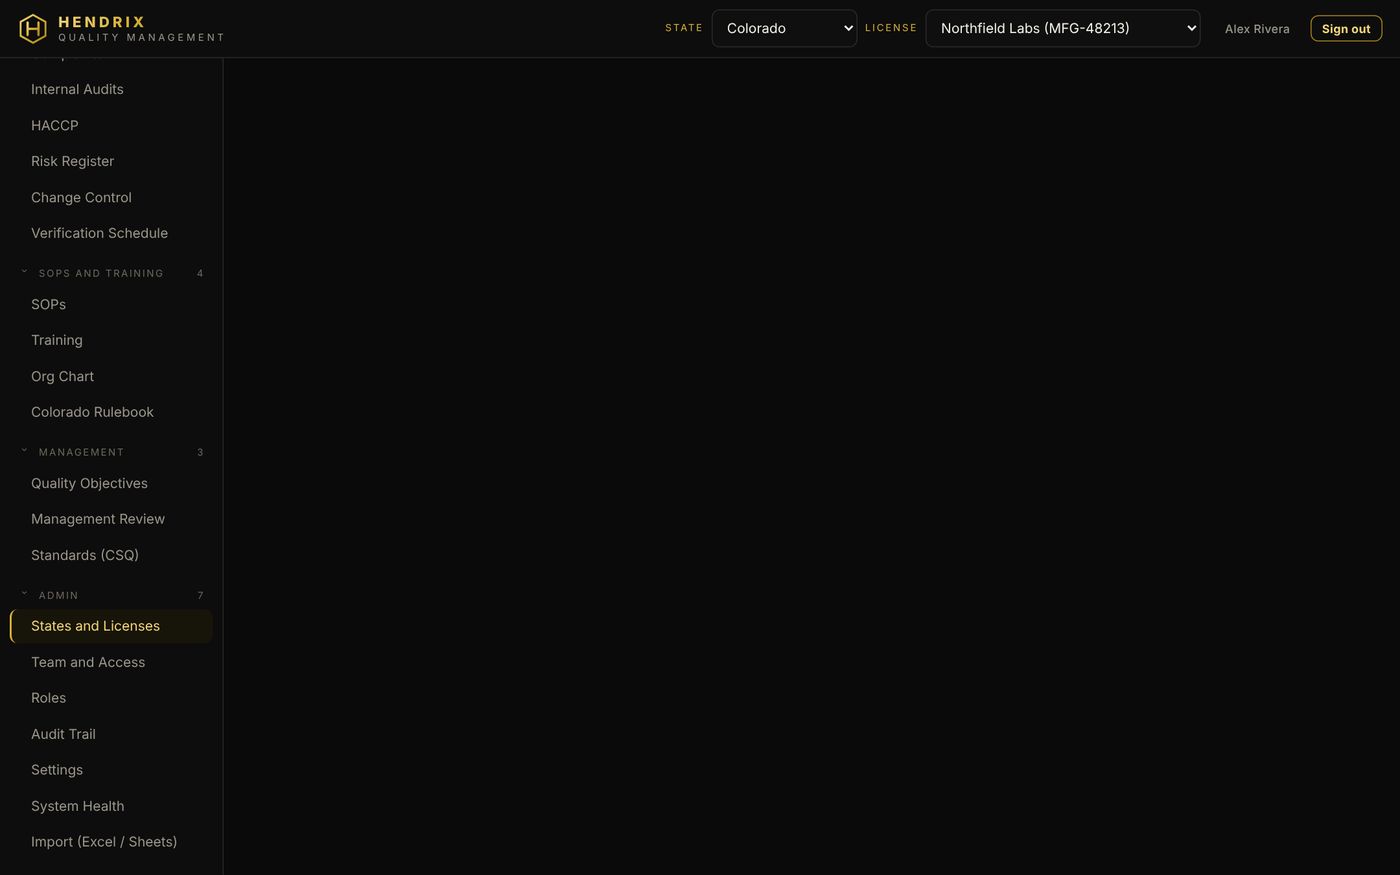 HENDRIX
QUALITY MANAGEMENT
STATE
Colorado
LICENSE
Northfield Labs (MFG-48213)
Alex Rivera
Sign out
Internal Audits
HACCP
Risk Register
Change Control
Verification Schedule
SOPS AND TRAINING 4
SOPs
Training
Org Chart
Colorado Rulebook
MANAGEMENT 3
Quality Objectives
Management Review
Standards (CSQ)
ADMIN 7
States and Licenses
Team and Access
Roles
Audit Trail
Settings
System Health
Import (Excel / Sheets)